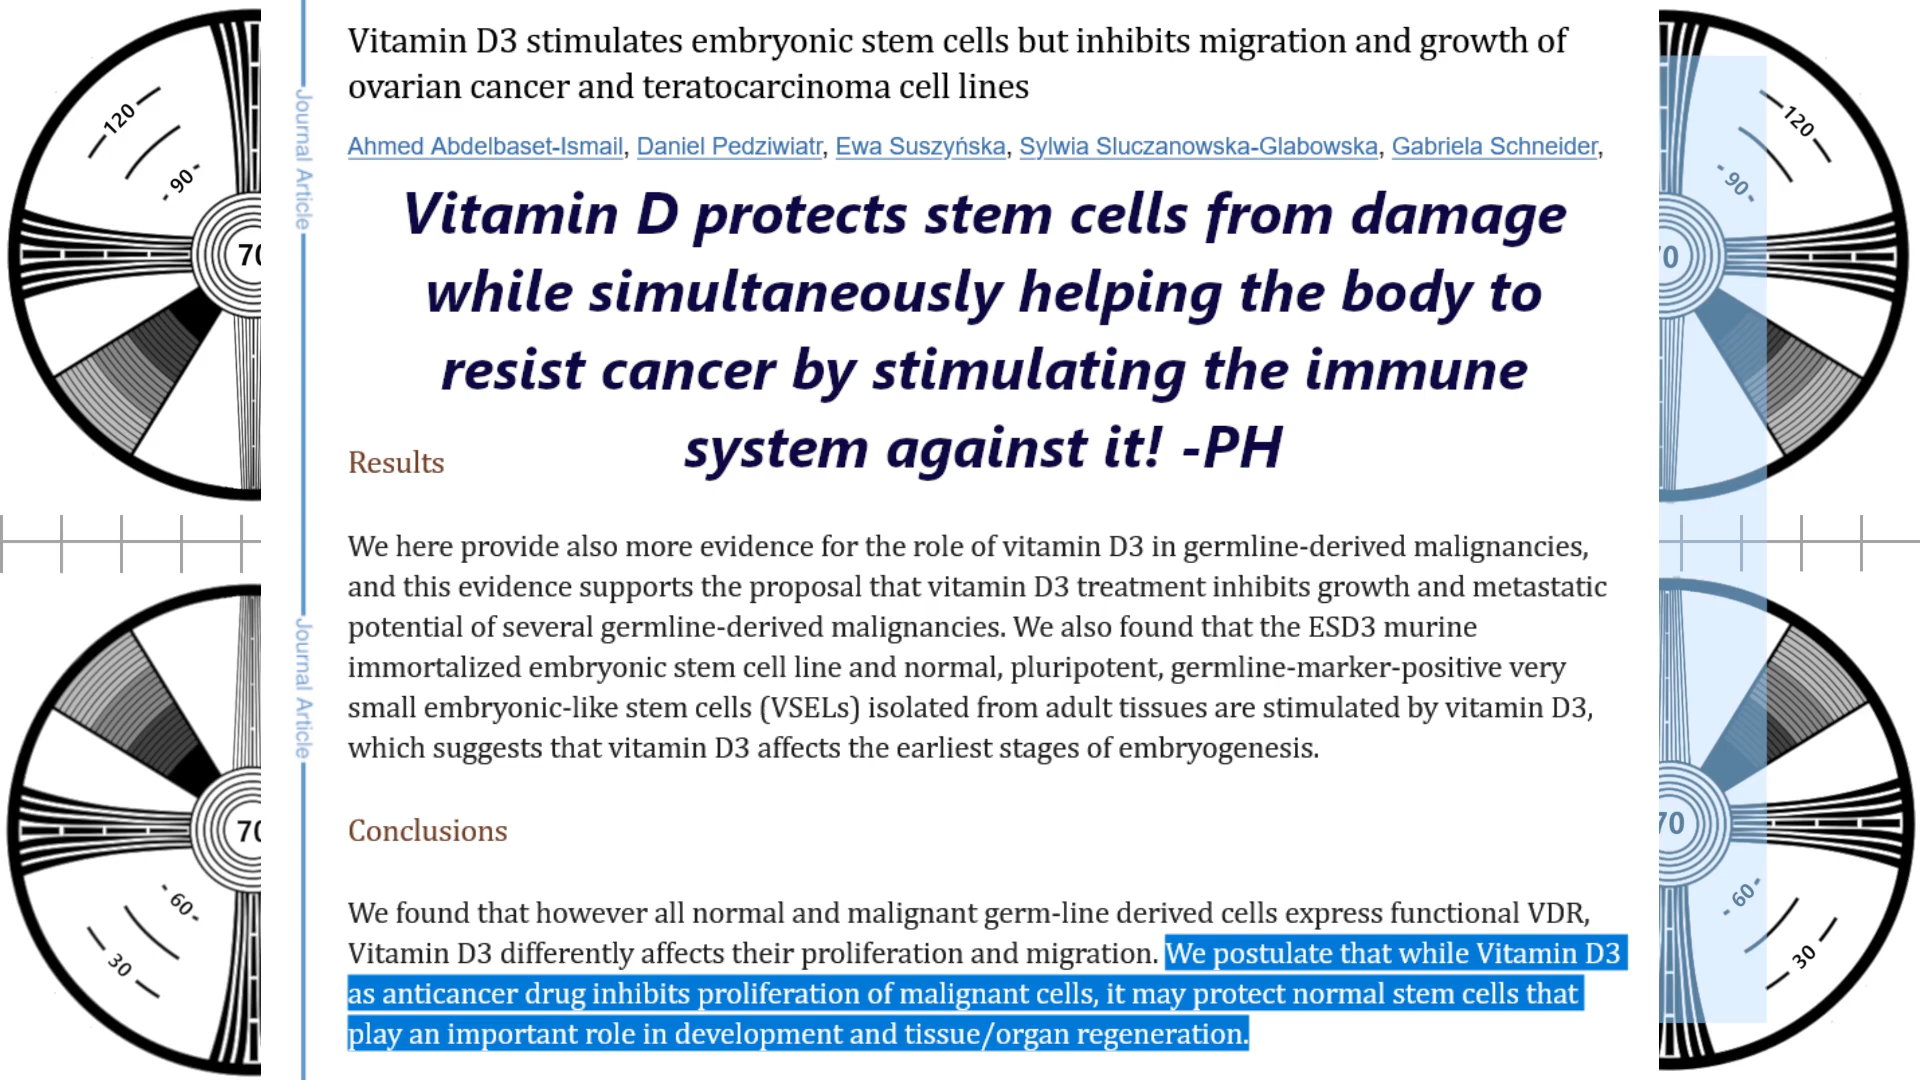 Vitamin D3 stimulates embryonic stem cells but inhibits migration and growth of
ovarian cancer and teratocarcinoma cell lines
Ahmed Abdelbaset-Ismail, Daniel Pedziwiatr, Ewa Suszyńska, Sylwia Sluczanowska-Glabowska, Gabriela Schneider,
Vitamin D protects stem cells from damage
while simultaneously helping the body to
resist cancer by stimulating the immune
system against it! -PH
Results
We here provide also more evidence for the role of vitamin D3 in germline-derived malignancies,
and this evidence supports the proposal that vitamin D3 treatment inhibits growth and metastatic
potential of several germline-derived malignancies. We also found that the ESD3 murine
immortalized embryonic stem cell line and normal, pluripotent, germline-marker-positive very
small embryonic-like stem cells (VSELs) isolated from adult tissues are stimulated by vitamin D3,
which suggests that vitamin D3 affects the earliest stages of embryogenesis.
Conclusions
We found that however all normal and malignant germ-line derived cells express functional VDR,
Vitamin D3 differently affects their proliferation and migration. We postulate that while Vitamin D3
as anticancer drug inhibits proliferation of malignant cells, it may protect normal stem cells that
play an important role in development and tissue/organ regeneration.
Journal Article
Journal Article
120
-90-
70
120
-90-
70
70
-60-
30
70
-60-
30